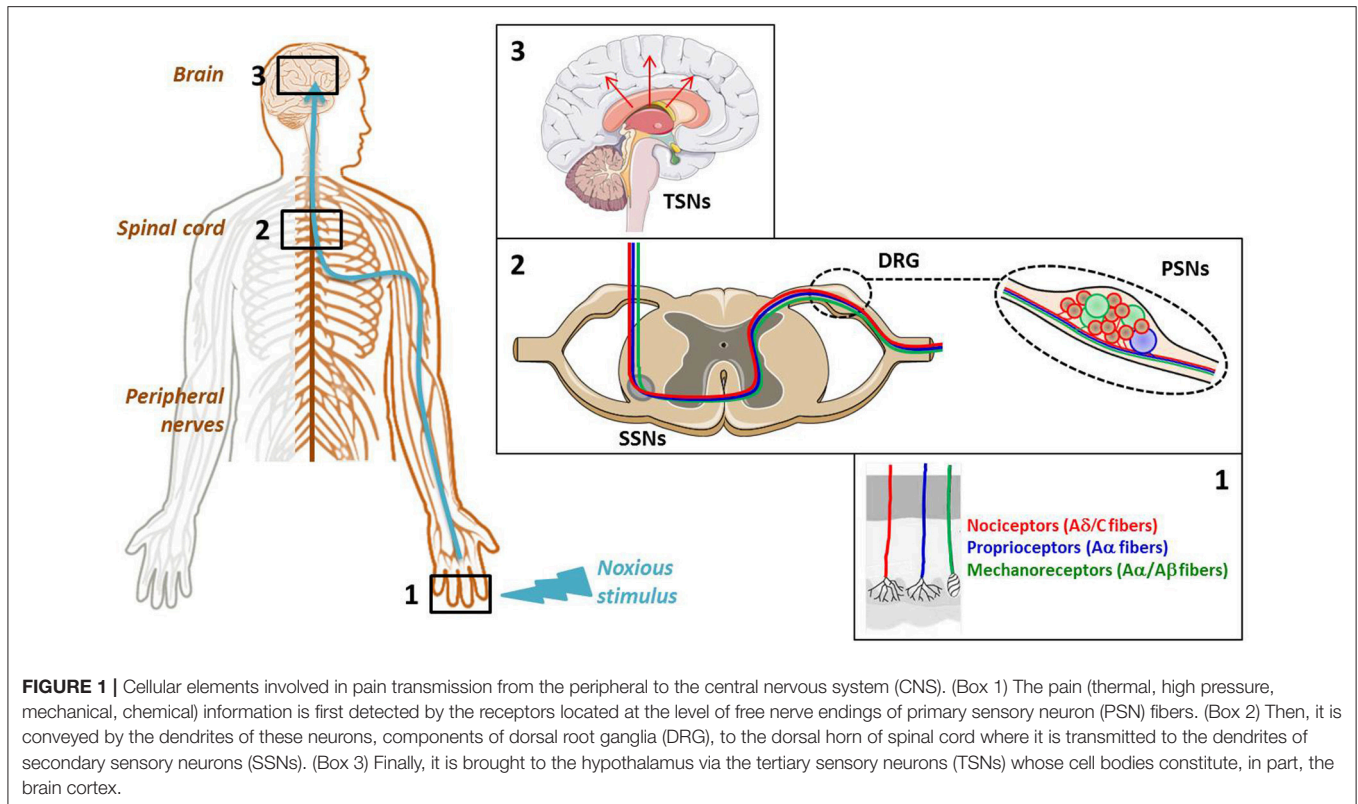 Brain
3
Spinal cord
2
Peripheral
nerves
1
Noxious
stimulus
3
TSNs
2
DRG
PSNs
SSNs
1
Nociceptors (Aδ/C fibers)
Proprioceptors (Aα fibers)
Mechanoreceptors (Aα/Aβ fibers)
FIGURE 1 | Cellular elements involved in pain transmission from the peripheral to the central nervous system (CNS). (Box 1) The pain (thermal, high pressure,
mechanical, chemical) information is first detected by the receptors located at the level of free nerve endings of primary sensory neuron (PSN) fibers. (Box 2) Then, it is
conveyed by the dendrites of these neurons, components of dorsal root ganglia (DRG), to the dorsal horn of spinal cord where it is transmitted to the dendrites of
secondary sensory neurons (SSNs). (Box 3) Finally, it is brought to the hypothalamus via the tertiary sensory neurons (TSNs) whose cell bodies constitute, in part, the
brain cortex.